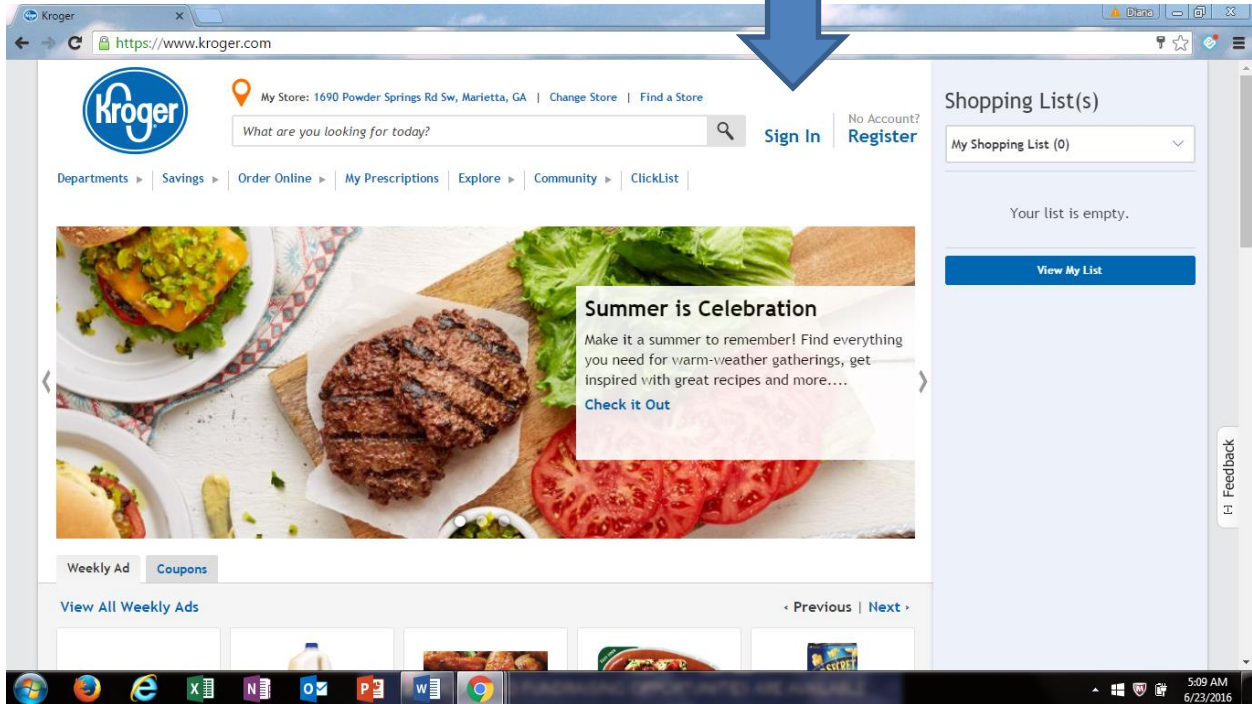 Kroger
Diana
https://www.kroger.com
Kroger
My Store: 1690 Powder Springs Rd Sw, Marietta, GA | Change Store | Find a Store
What are you looking for today?
Sign In
No Account?
Register
Departments Savings Order Online My Prescriptions Explore Community ClickList
Shopping List(s)
My Shopping List (0)
Your list is empty.
View My List
Summer is Celebration
Make it a summer to remember! Find everything
you need for warm-weather gatherings, get
inspired with great recipes and more....
Check it Out
Feedback
Weekly Ad Coupons
View All Weekly Ads
‹ Previous | Next ›
SECRET
5:09 AM
6/23/2016